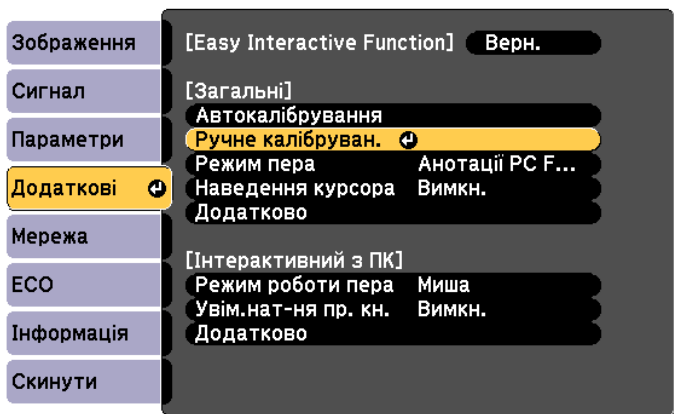 Зображення
Сигнал
Параметри
Додаткові
Мережа
ECO
Інформація
Скинути
[Easy Interactive Function] Верн.
[Загальні]
Автокалібрування
Ручне калібруван.
Режим пера Анотації PC F...
Наведення курсора Вимкн.
Додатково
[Інтерактивний з ПК]
Режим роботи пера Миша
Увім.нат-ня пр. кн. Вимкн.
Додатково